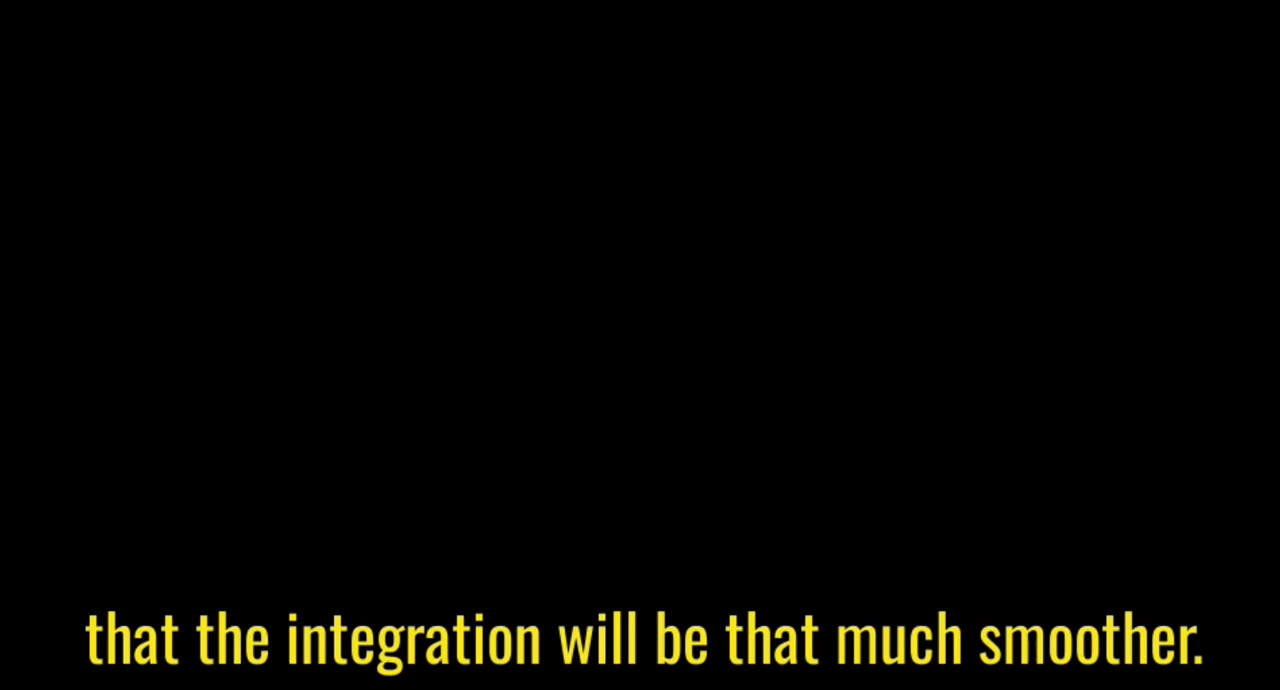 that the integration will be that much smoother.